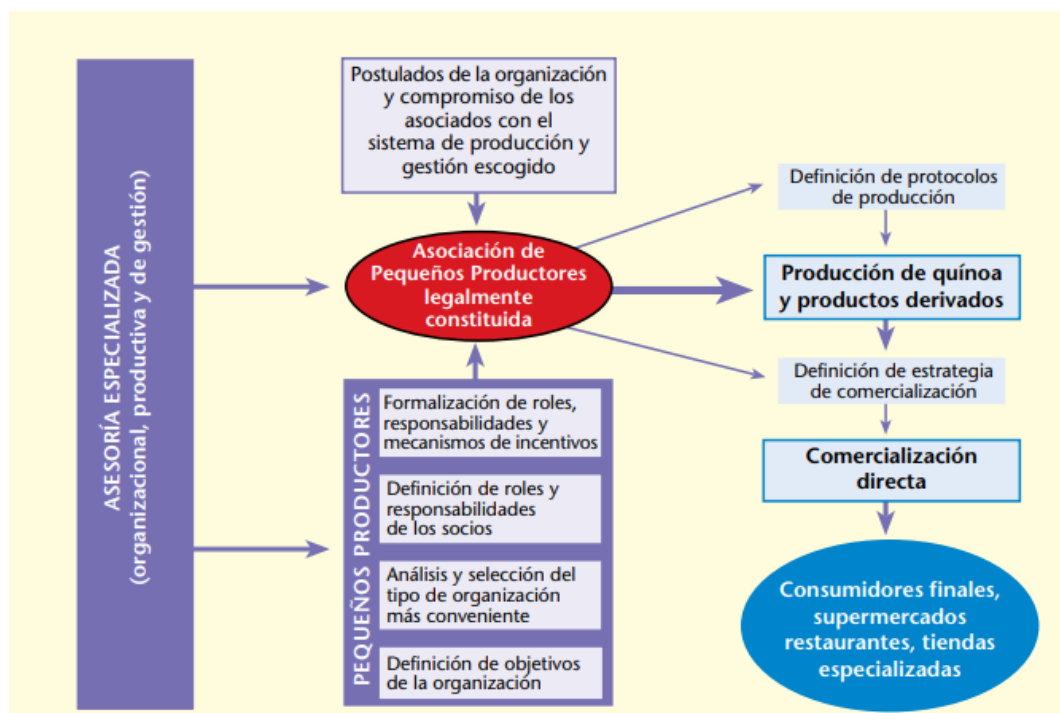 ASESORÍA ESPECIALIZADA
(organizacional, productiva y de gestión)
Postulados de la organización
y compromiso de los
asociados con el
sistema de producción y
gestión escogido
Asociación de
Pequeños Productores
legalmente
constituida
PEQUEÑOS PRODUCTORES
Formalización de roles,
responsabilidades y
mecanismos de incentivos
Definición de roles y
responsabilidades
de los socios
Análisis y selección del
tipo de organización
más conveniente
Definición de objetivos
de la organización
Definición de protocolos
de producción
Producción de quínoa
y productos derivados
Definición de estrategia
de comercialización
Comercialización
directa
Consumidores finales,
supermercados
restaurantes, tiendas
especializadas